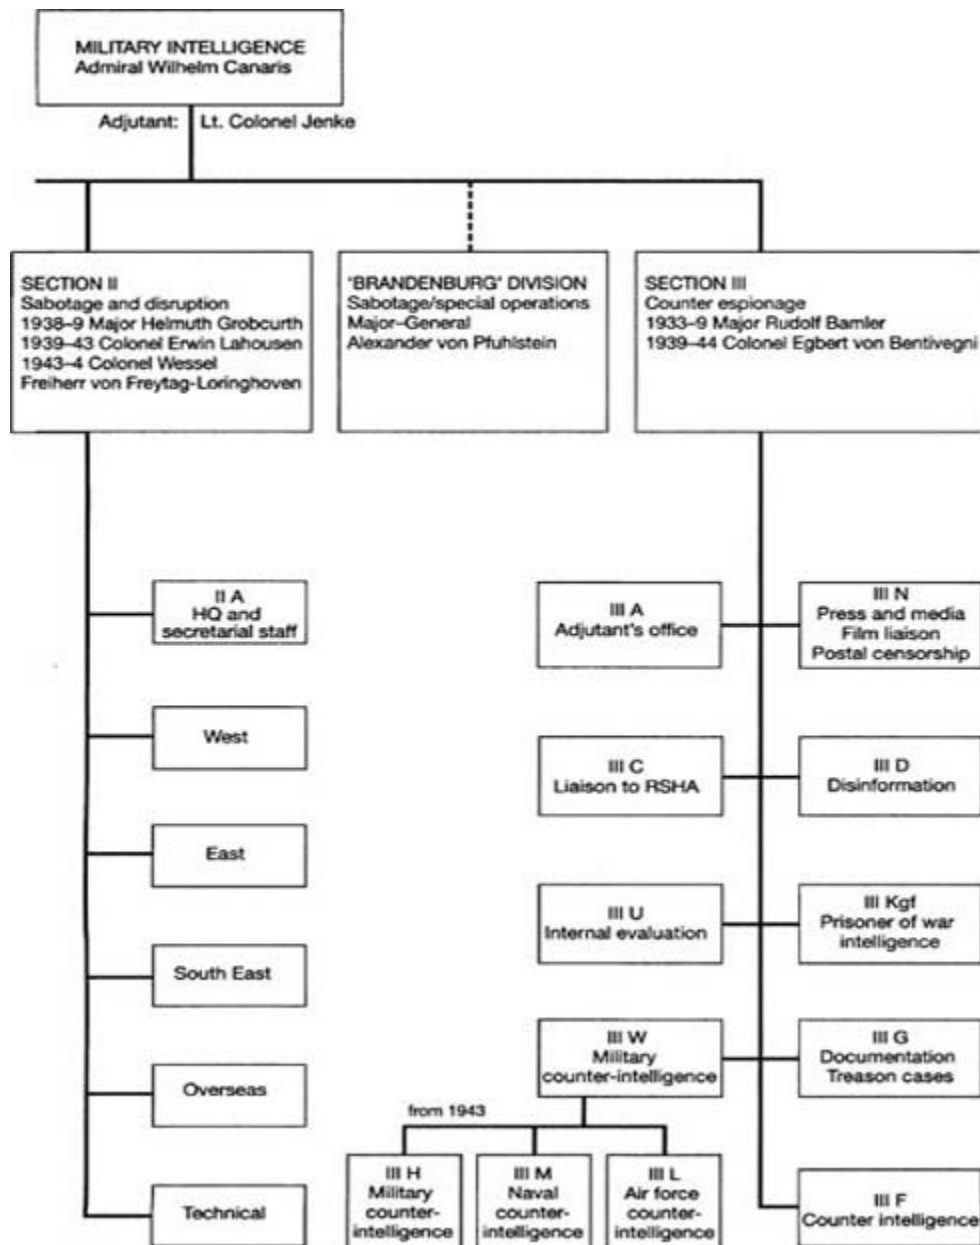 MILITARY INTELLIGENCE
Admiral Wilhelm Canaris
Adjutant: Lt. Colonel Jenke
SECTION II
Sabotage and disruption
1938–9 Major Helmuth Grobcurth
1939–43 Colonel Erwin Lahousen
1943–4 Colonel Wessel
Freiherr von Freytag-Loringhoven
'BRANDENBURG' DIVISION
Sabotage/special operations
Major–General
Alexander von Pfuhlstein
SECTION III
Counter espionage
1933–9 Major Rudolf Bamler
1939–44 Colonel Egbert von Bentivegni
II A
HQ and
secretarial staff
West
East
South East
Overseas
Technical
III A
Adjutant's office
III N
Press and media
Film liaison
Postal censorship
III C
Liaison to RSHA
III D
Disinformation
III U
Internal evaluation
III Kgf
Prisoner of war
intelligence
III W
Military
counter-intelligence
III G
Documentation
Treason cases
from 1943
III H
Military
counter-
intelligence
III M
Naval
counter-
intelligence
III L
Air force
counter-
intelligence
III F
Counter intelligence